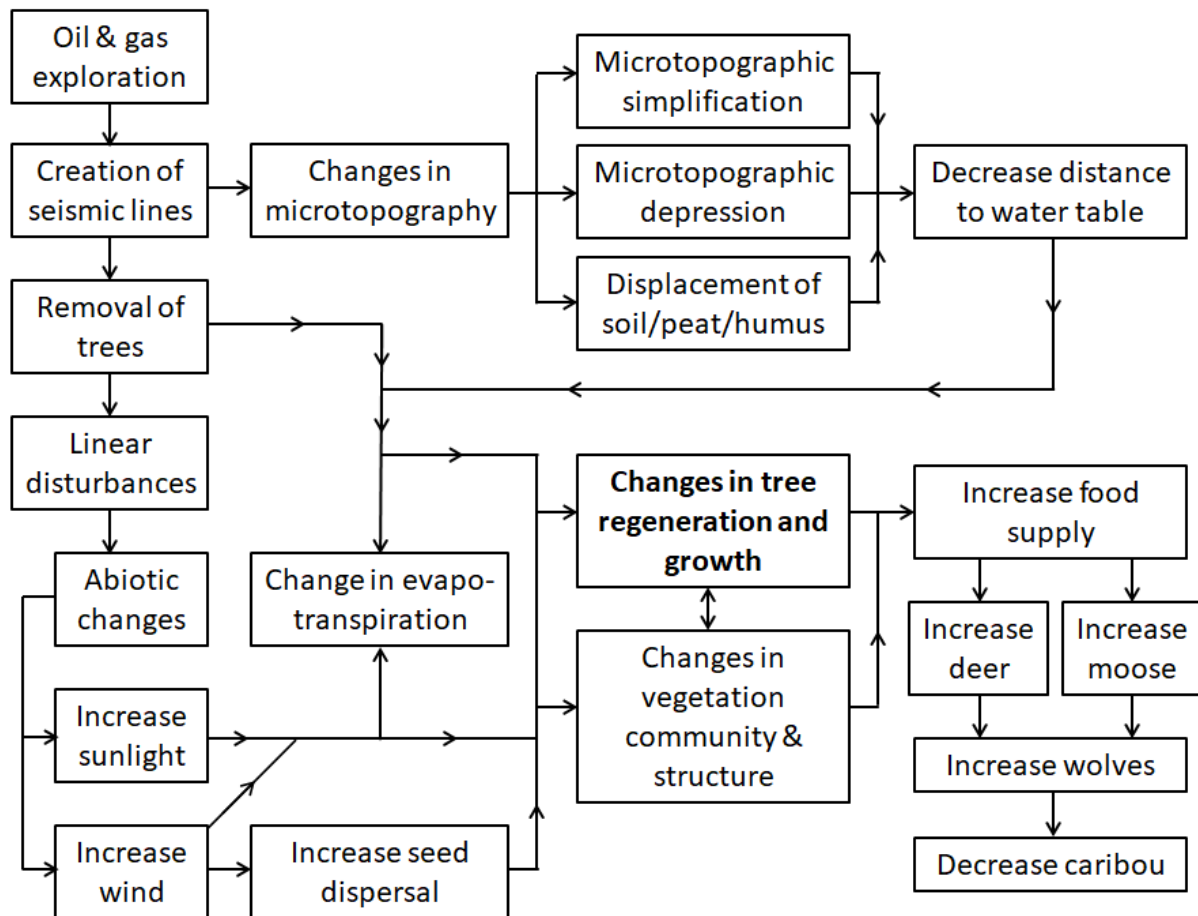 Oil & gas
exploration
Creation of
seismic lines
Removal of
trees
Linear
disturbances
Abiotic
changes
Increase
sunlight
Increase
wind
Changes in
microtopography
Change in evapo-
transpiration
Increase seed
dispersal
Microtopographic
simplification
Microtopographic
depression
Displacement of
soil/peat/humus
Changes in tree
regeneration and
growth
Changes in
vegetation
community &
structure
Decrease distance
to water table
Increase food
supply
Increase
deer
Increase
moose
Increase wolves
Decrease caribou